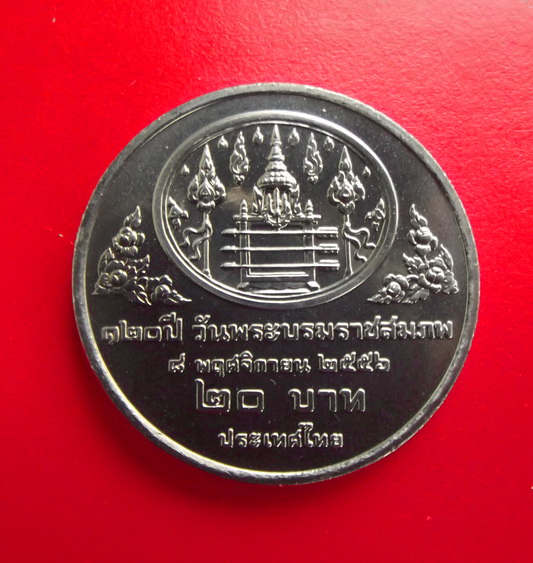 ๑๒๐ปี วันพระบรมราชสมภพ
๘ พฤศจิกายน ๒๕๕๖
๒๐ บาท
ประเทศไทย